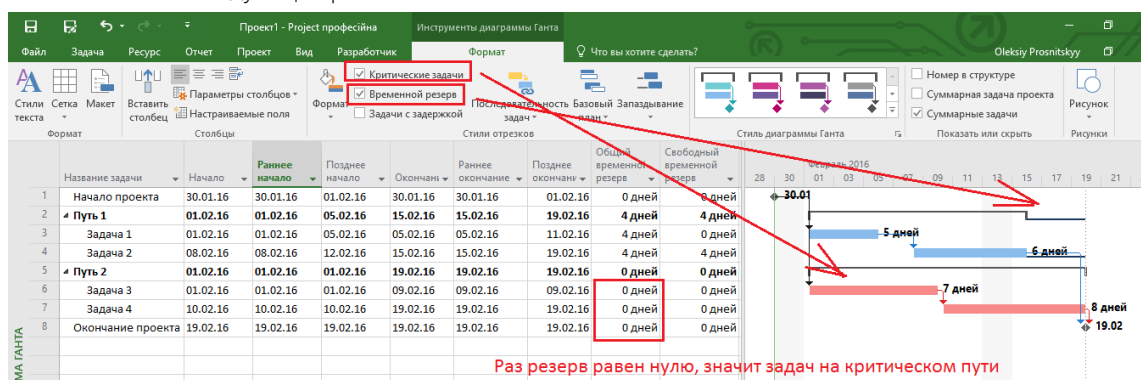 Проект1 - Project професійна
Инструменты диаграммы Ганта
Файл Задача Ресурс Отчет Проект Вид Разработчик Формат Что вы хотите сделать? Oleksiy Prosnitskyy
Стили текста
Сетка
Макет
Вставить столбец
Параметры столбцов
Настраиваемые поля
Формат
Критические задачи
Временной резерв
Задачи с задержкой
Последовательность задач
Базовый план
Запаздывание
Номер в структуре
Суммарная задача проекта
Суммарные задачи
Рисунок
Формат Столбцы Стили отрезков Стиль диаграммы Ганта Показать или скрыть Рисунки
Название задачи Начало Раннее начало Позднее начало Окончани Раннее окончание Позднее окончани Общий временной резерв Свободный временной резерв
Февраль 2016
28 30 01 03 05 07 09 11 13 15 17 19 21
1 Начало проекта 30.01.16 30.01.16 01.02.16 30.01.16 30.01.16 01.02.16 0 дней 0 дней 30.01
2 Путь 1 01.02.16 01.02.16 05.02.16 15.02.16 15.02.16 19.02.16 4 дней 4 дней
3 Задача 1 01.02.16 01.02.16 05.02.16 05.02.16 05.02.16 11.02.16 4 дней 0 дней 5 дней
4 Задача 2 08.02.16 08.02.16 12.02.16 15.02.16 15.02.16 19.02.16 4 дней 4 дней 6 дней
5 Путь 2 01.02.16 01.02.16 01.02.16 19.02.16 19.02.16 19.02.16 0 дней 0 дней
6 Задача 3 01.02.16 01.02.16 01.02.16 09.02.16 09.02.16 09.02.16 0 дней 0 дней 7 дней
7 Задача 4 10.02.16 10.02.16 10.02.16 19.02.16 19.02.16 19.02.16 0 дней 0 дней 8 дней
8 Окончание проекта 19.02.16 19.02.16 19.02.16 19.02.16 19.02.16 19.02.16 0 дней 0 дней 19.02
Раз резерв равен нулю, значит задач на критическом пути
МА ГАНТА